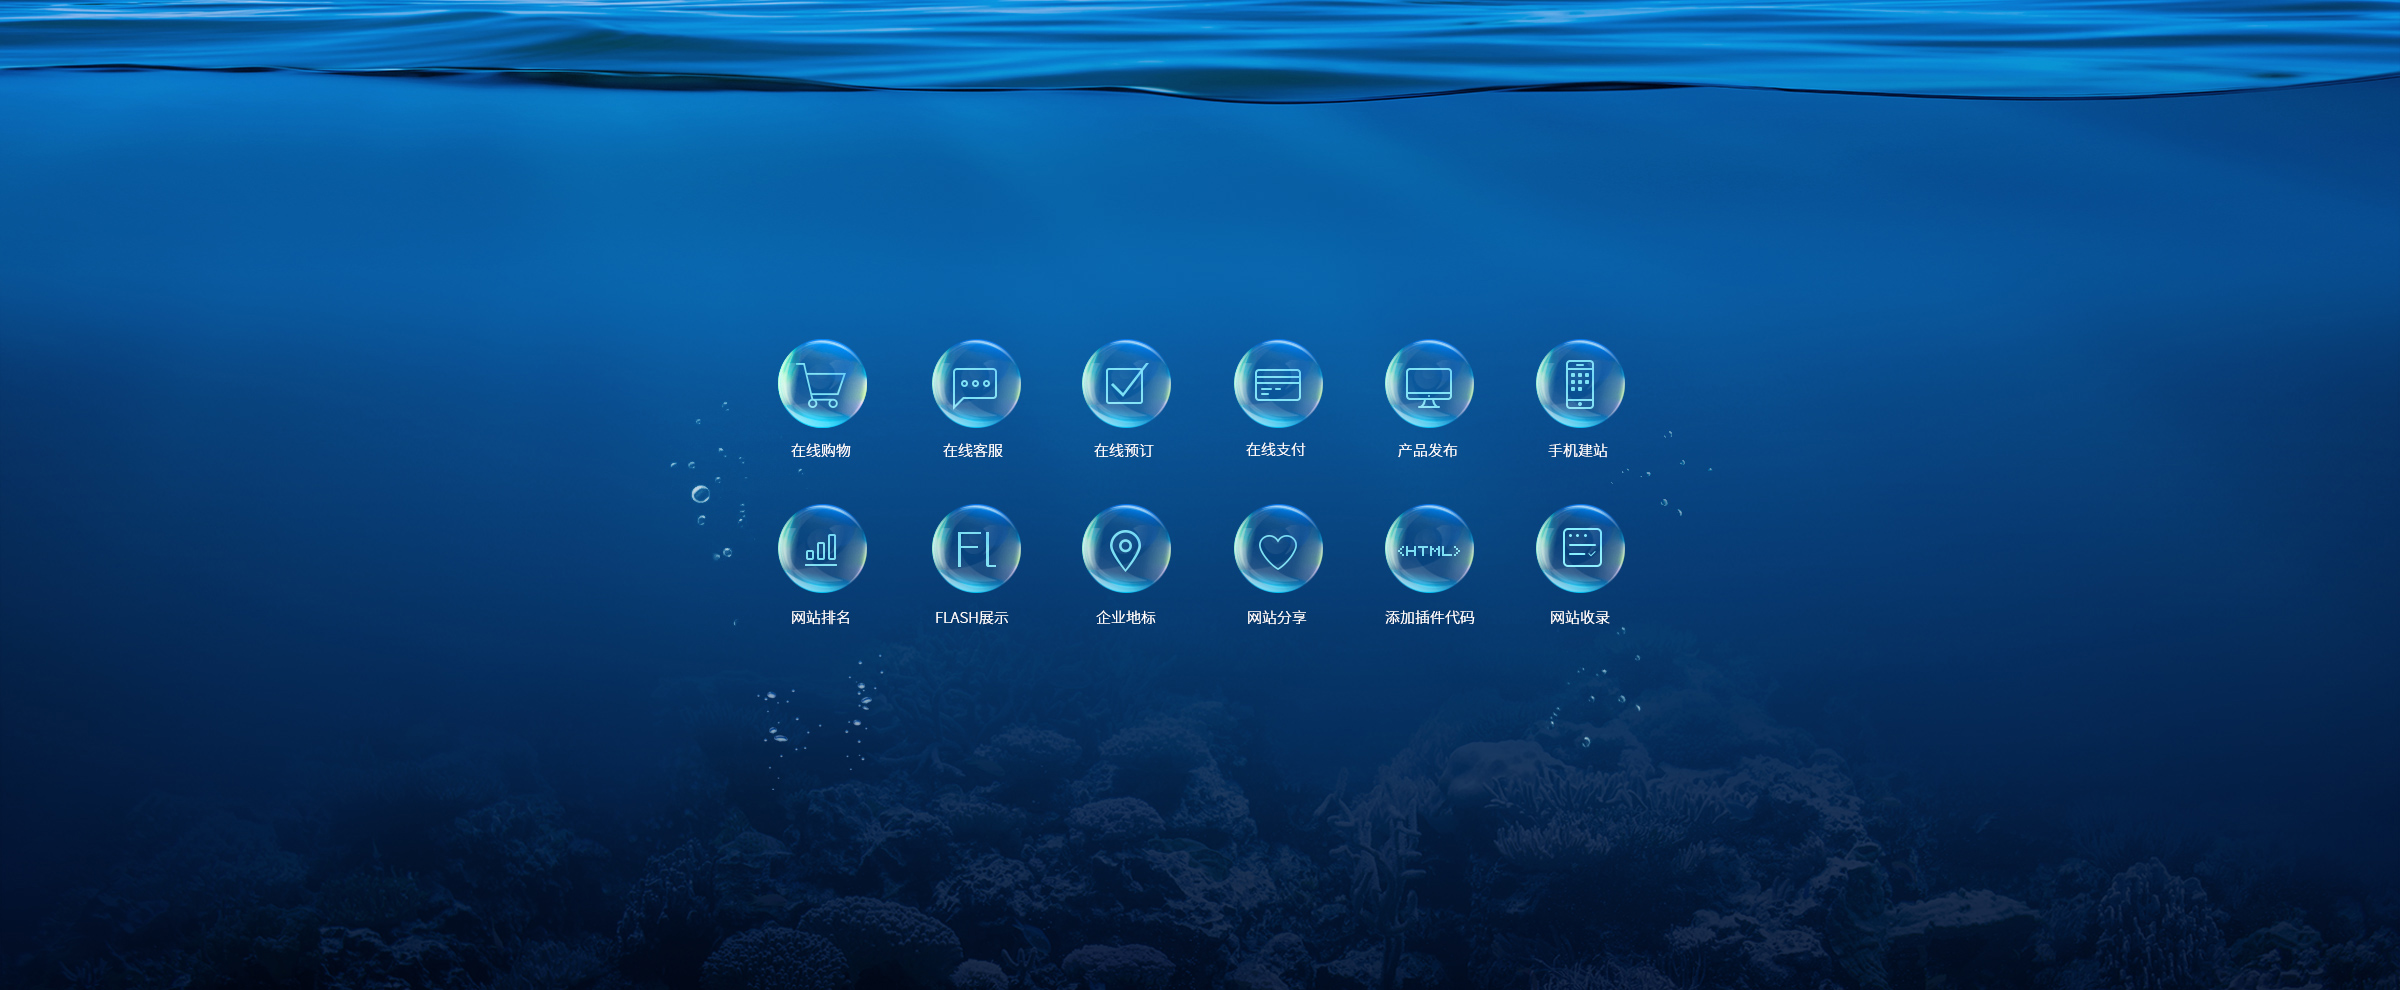 在线购物
在线客服
在线预订
在线支付
产品发布
手机建站
FL
<HTML>
网站排名
FLASH展示
企业地标
网站分享
添加插件代码
网站收录